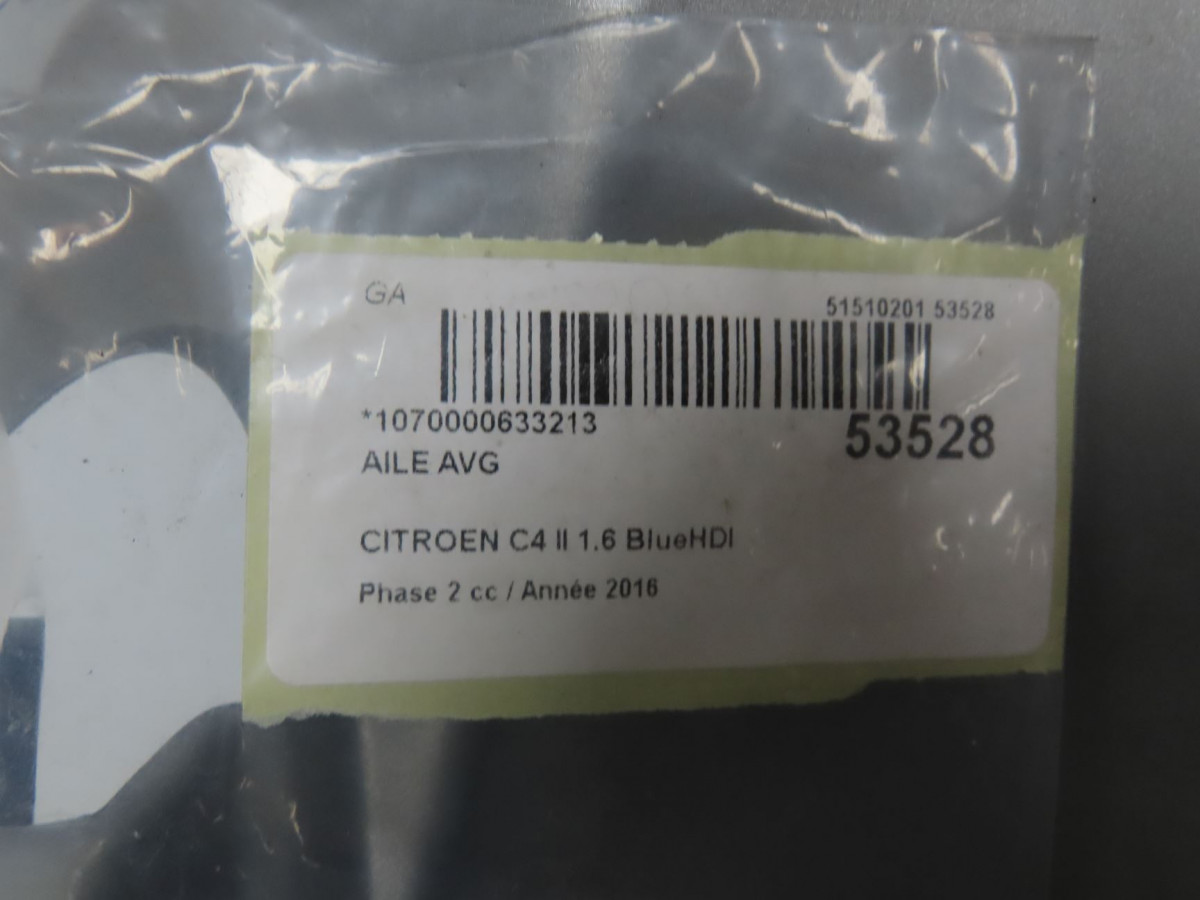 GA
51510201 53528
*1070000633213
53528
AILE AVG
CITROEN C4 II 1.6 BlueHDI
Phase 2 cc / Année 2016